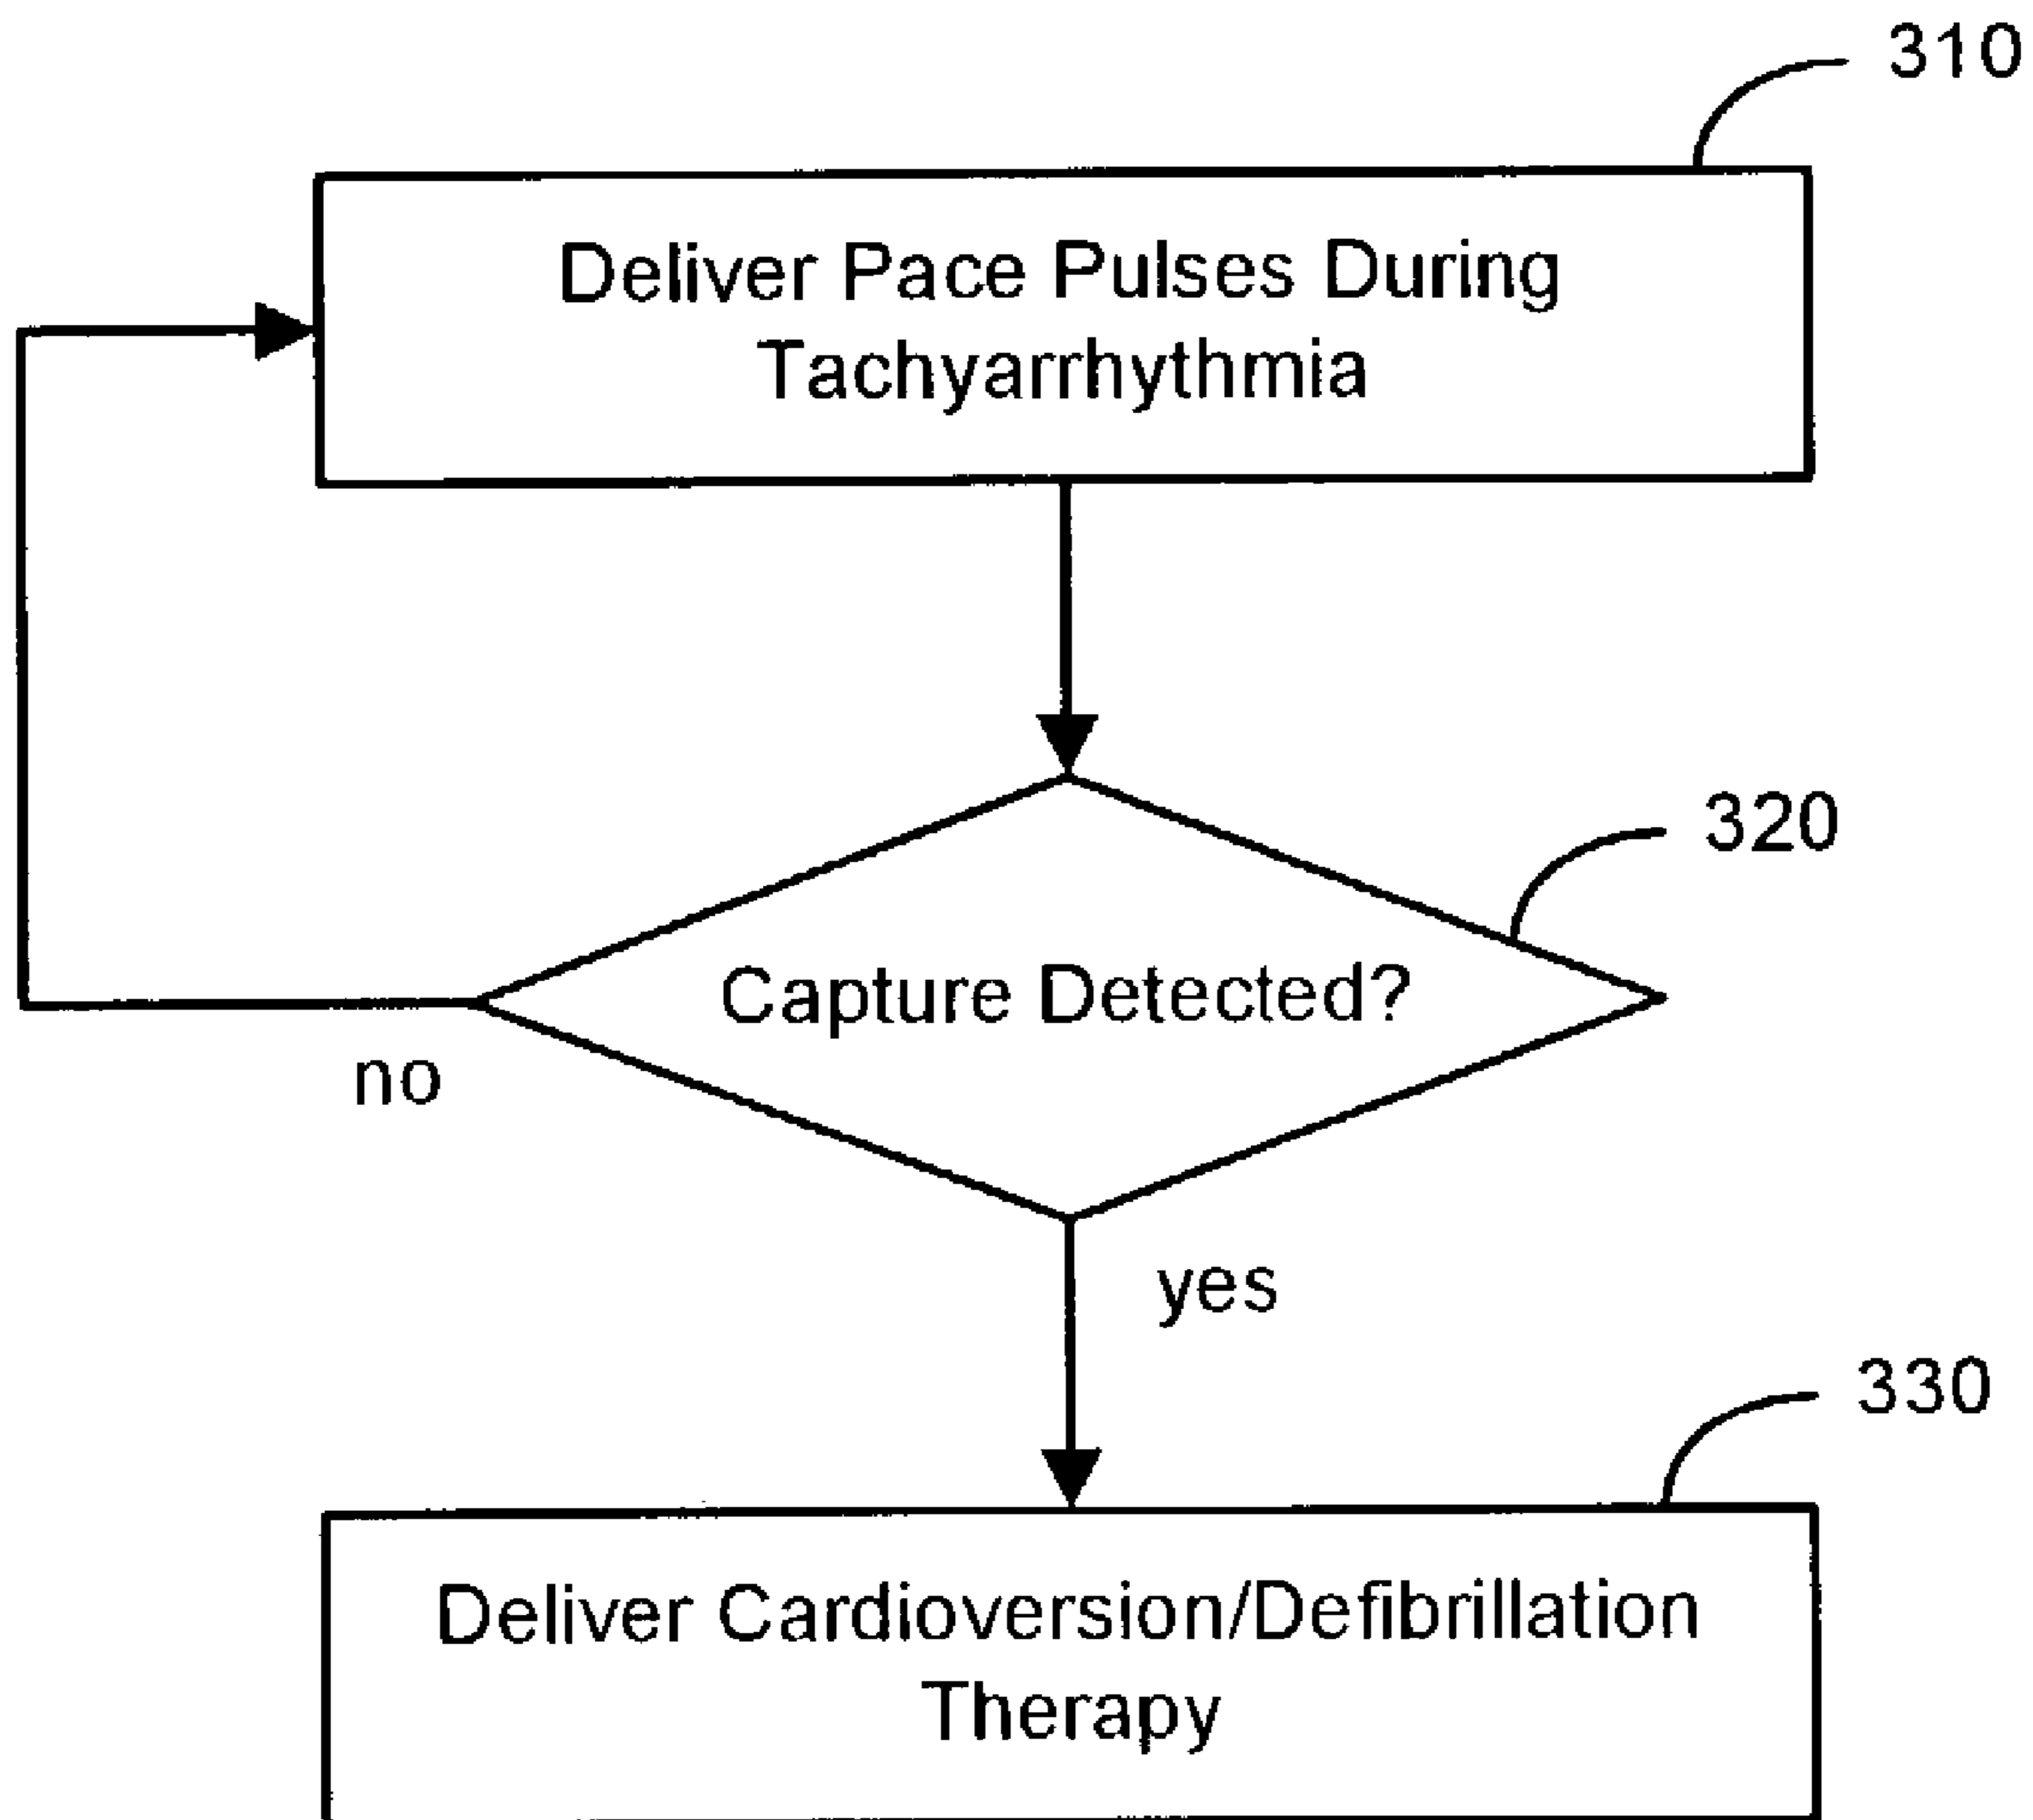 310
Deliver Pace Pulses During
Tachyarrhythmia
320
Capture Detected?
no
yes
330
Deliver Cardioversion/Defibrillation
Therapy